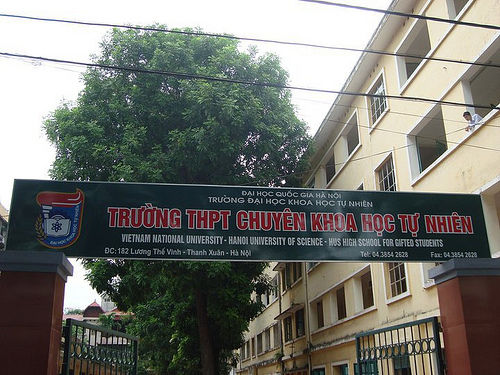 ĐẠI HỌC QUỐC GIA HÀ NỘI
TRƯỜNG ĐẠI HỌC KHOA HỌC TỰ NHIÊN
TRƯỜNG THPT CHUYÊN KHOA HỌC TỰ NHIÊN
VIETNAM NATIONAL UNIVERSITY - HANOI UNIVERSITY OF SCIENCE - HUS HIGH SCHOOL FOR GIFTED STUDENTS
ĐC: 182 Lương Thế Vinh - Thanh Xuân - Hà Nội Tel: 04.3854 2628 Fax: 04.3854 2628